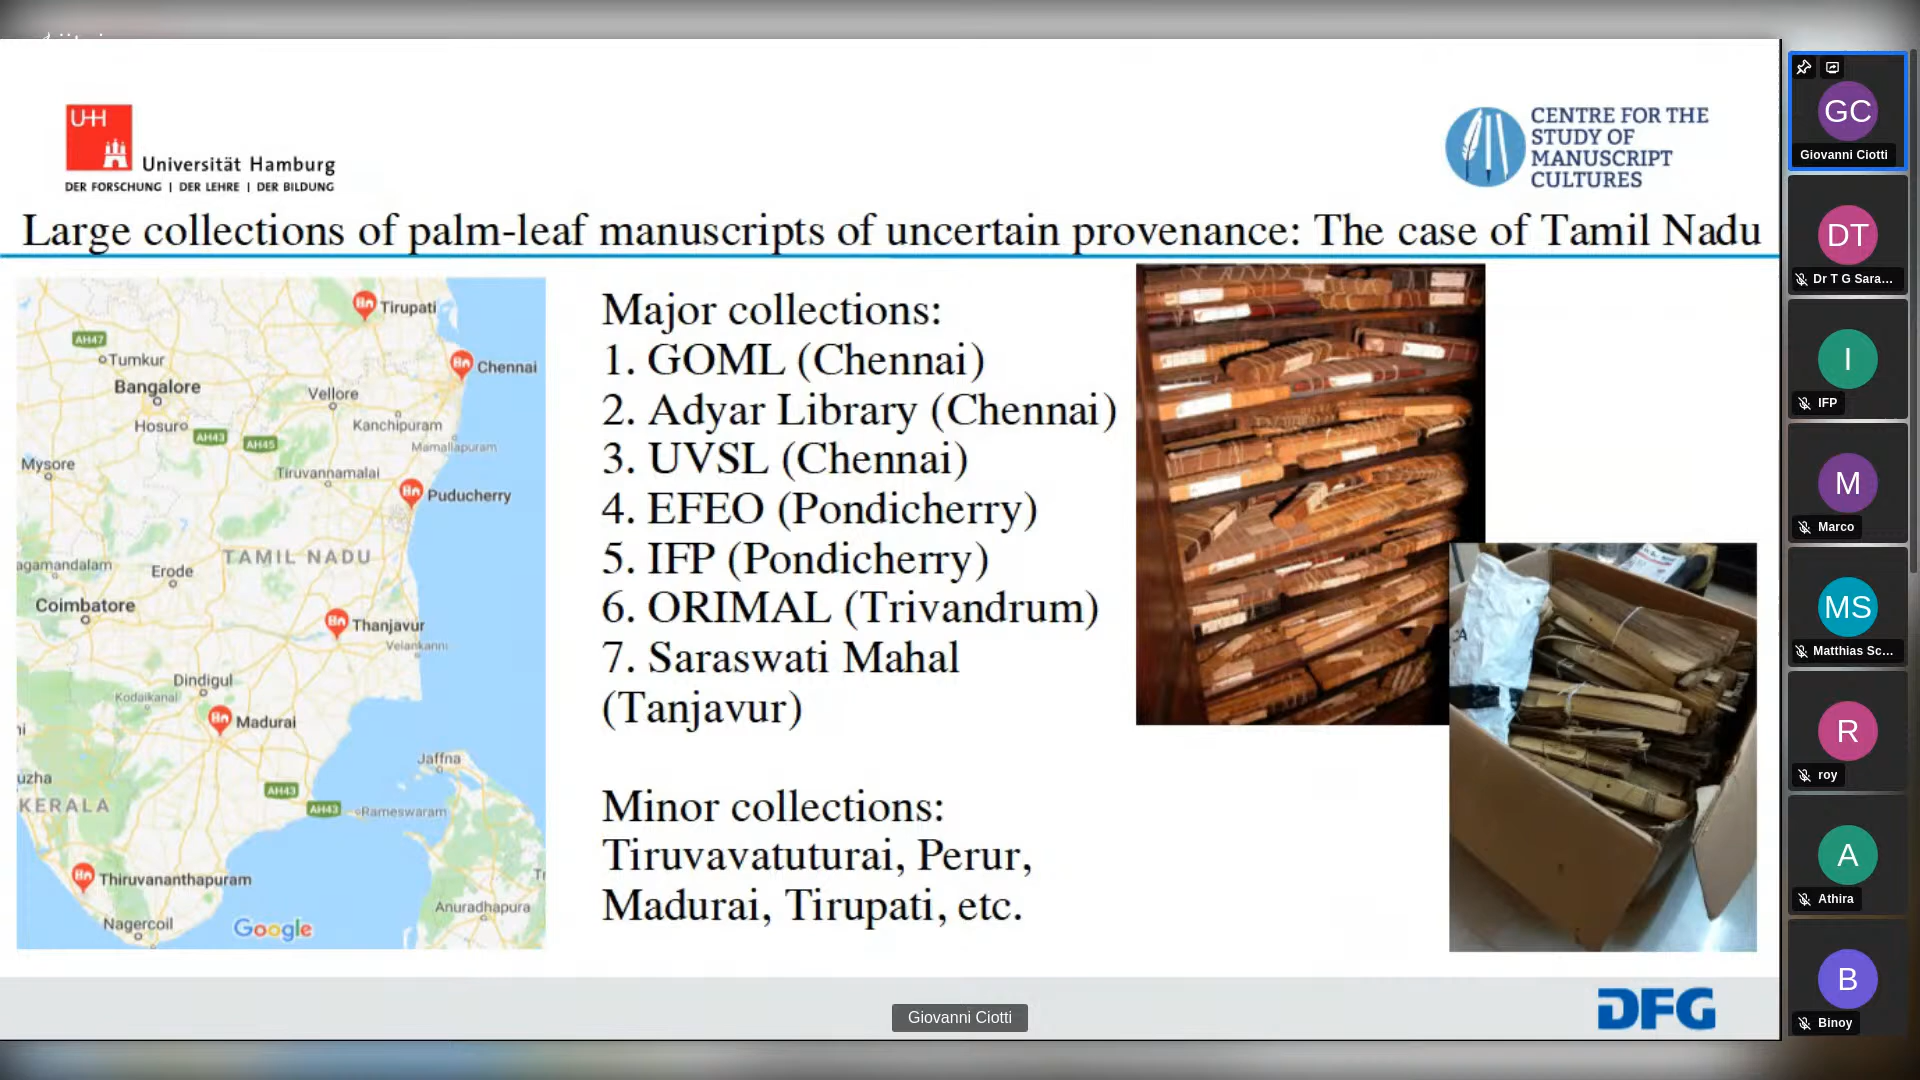 UHH
Universität Hamburg
DER FORSCHUNG | DER LEHRE | DER BILDUNG
CENTRE FOR THE
STUDY OF
MANUSCRIPT
CULTURES
Large collections of palm-leaf manuscripts of uncertain provenance: The case of Tamil Nadu
Tirupati
AH47
Tumkur
Chennai
Bangalore
Vellore
Hosur
AH43
AH45
Kanchipuram
Mamallapuram
Mysore
Tiruvannamalai
Puducherry
TAMIL NADU
agamandalam
Erode
Coimbatore
Thanjavur
Velankanni
Dindigul
Kodaikanal
Madurai
Jaffna
uzha
AH43
KERALA
AH43
Rameswaram
Thiruvananthapuram
Anuradhapura
Nagercoil
Google
Major collections:
1. GOML (Chennai)
2. Adyar Library (Chennai)
3. UVSL (Chennai)
4. EFEO (Pondicherry)
5. IFP (Pondicherry)
6. ORIMAL (Trivandrum)
7. Saraswati Mahal
(Tanjavur)
Minor collections:
Tiruvavatuturai, Perur,
Madurai, Tirupati, etc.
DFG
Giovanni Ciotti
GC
Giovanni Ciotti
DT
Dr T G Sara...
I
IFP
M
Marco
MS
Matthias Sc...
R
roy
A
Athira
B
Binoy